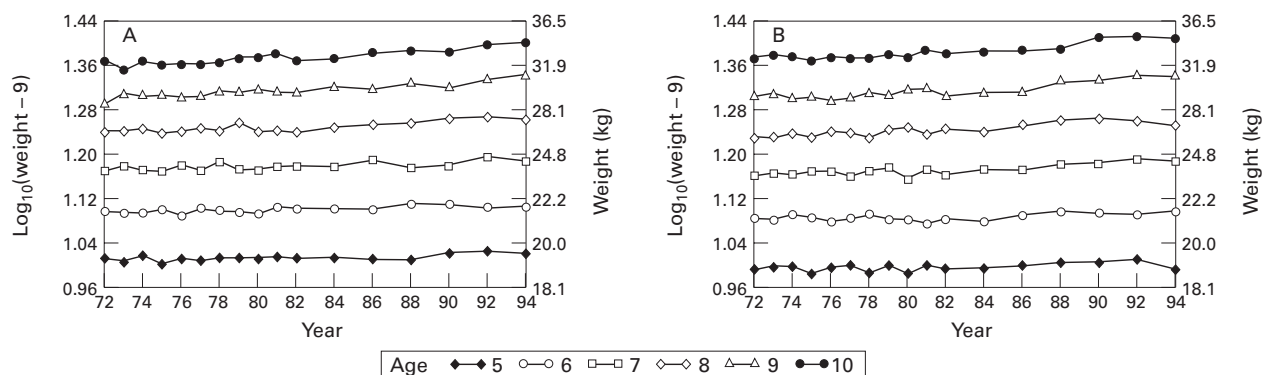 A
Log10(weight – 9)
1.44
1.36
1.28
1.20
1.12
1.04
0.96
36.5
31.9
28.1
24.8
22.2
20.0
18.1
Weight (kg)
72 74 76 78 80 82 84 86 88 90 92 94
Year
B
Log10(weight – 9)
1.44
1.36
1.28
1.20
1.12
1.04
0.96
36.5
31.9
28.1
24.8
22.2
20.0
18.1
Weight (kg)
72 74 76 78 80 82 84 86 88 90 92 94
Year
Age 5 6 7 8 9 10